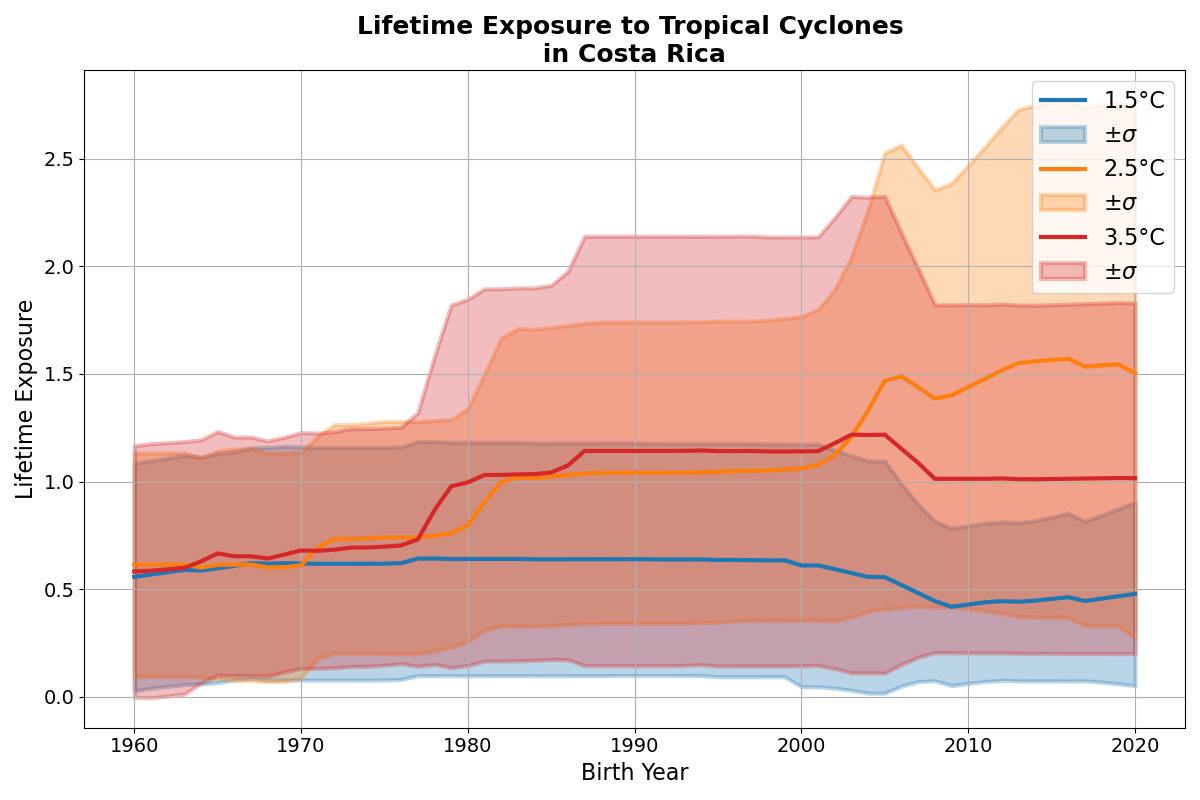 Lifetime Exposure to Tropical Cyclones
in Costa Rica
1.5°C
±σ
2.5°C
±σ
3.5°C
±σ
Lifetime Exposure
2.5
2.0
1.5
1.0
0.5
0.0
1960 1970 1980 1990 2000 2010 2020
Birth Year